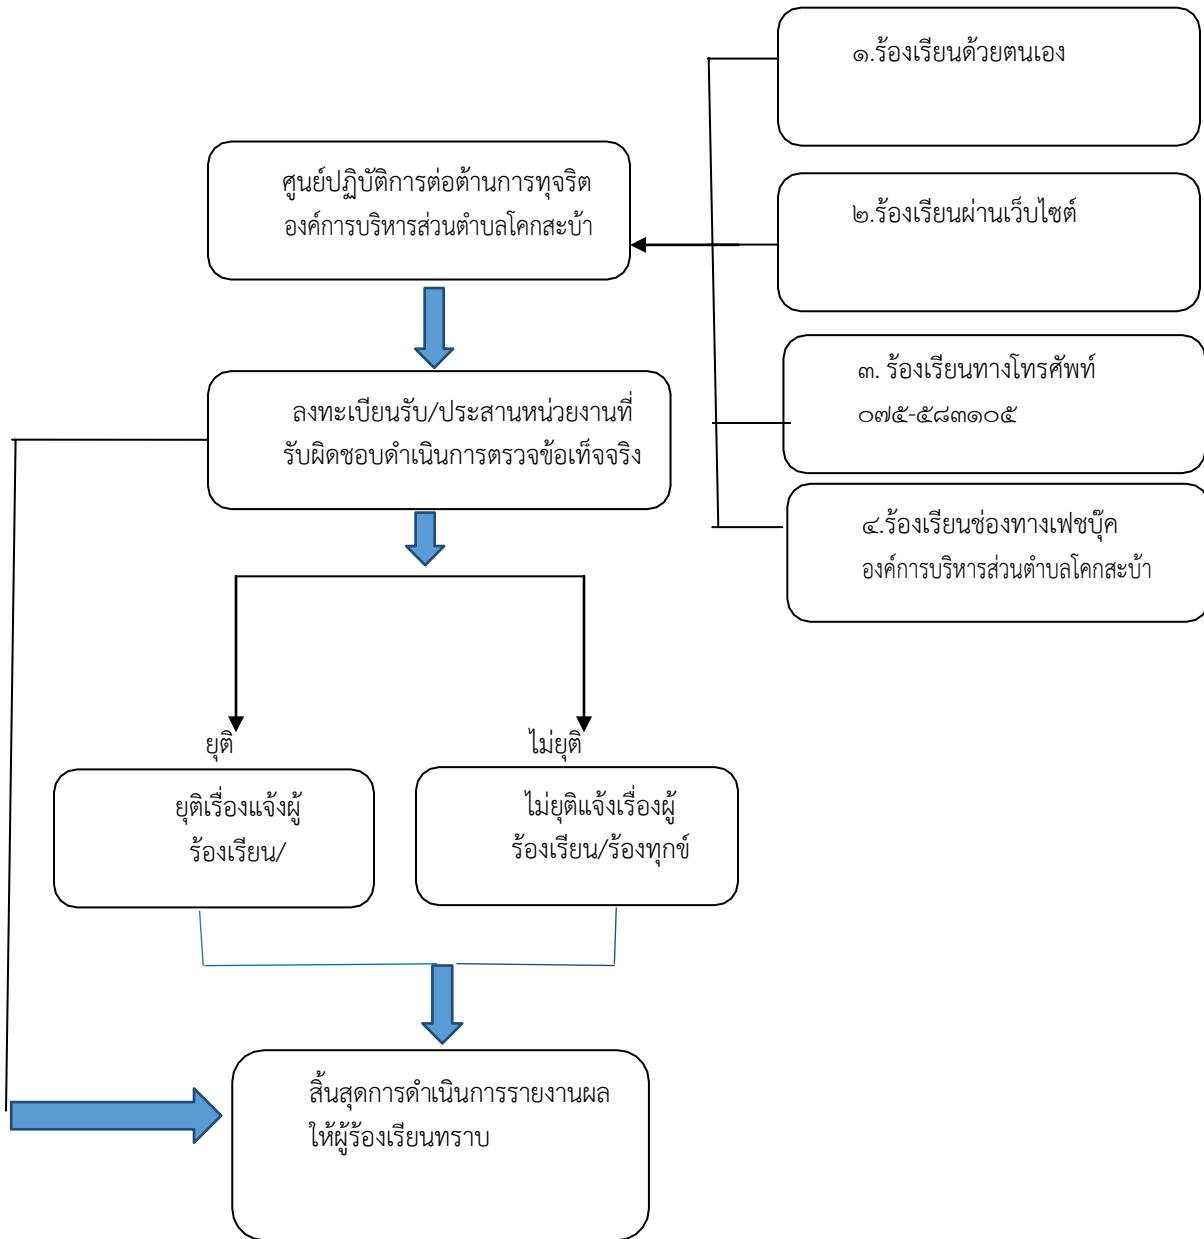 ๑.ร้องเรียนด้วยตนเอง
ศูนย์ปฏิบัติการต่อต้านการทุจริต
องค์การบริหารส่วนตำบลโคกสะบ้า
๒.ร้องเรียนผ่านเว็บไซต์
๓. ร้องเรียนทางโทรศัพท์
๐๗๕-๕๘๓๑๐๕
ลงทะเบียนรับ/ประสานหน่วยงานที่
รับผิดชอบดำเนินการตรวจข้อเท็จจริง
๔.ร้องเรียนช่องทางเฟชบุ๊ค
องค์การบริหารส่วนตำบลโคกสะบ้า
ยุติ
ไม่ยุติ
ยุติเรื่องแจ้งผู้
ร้องเรียน/
ไม่ยุติแจ้งเรื่องผู้
ร้องเรียน/ร้องทุกข์
สิ้นสุดการดำเนินการรายงานผล
ให้ผู้ร้องเรียนทราบ